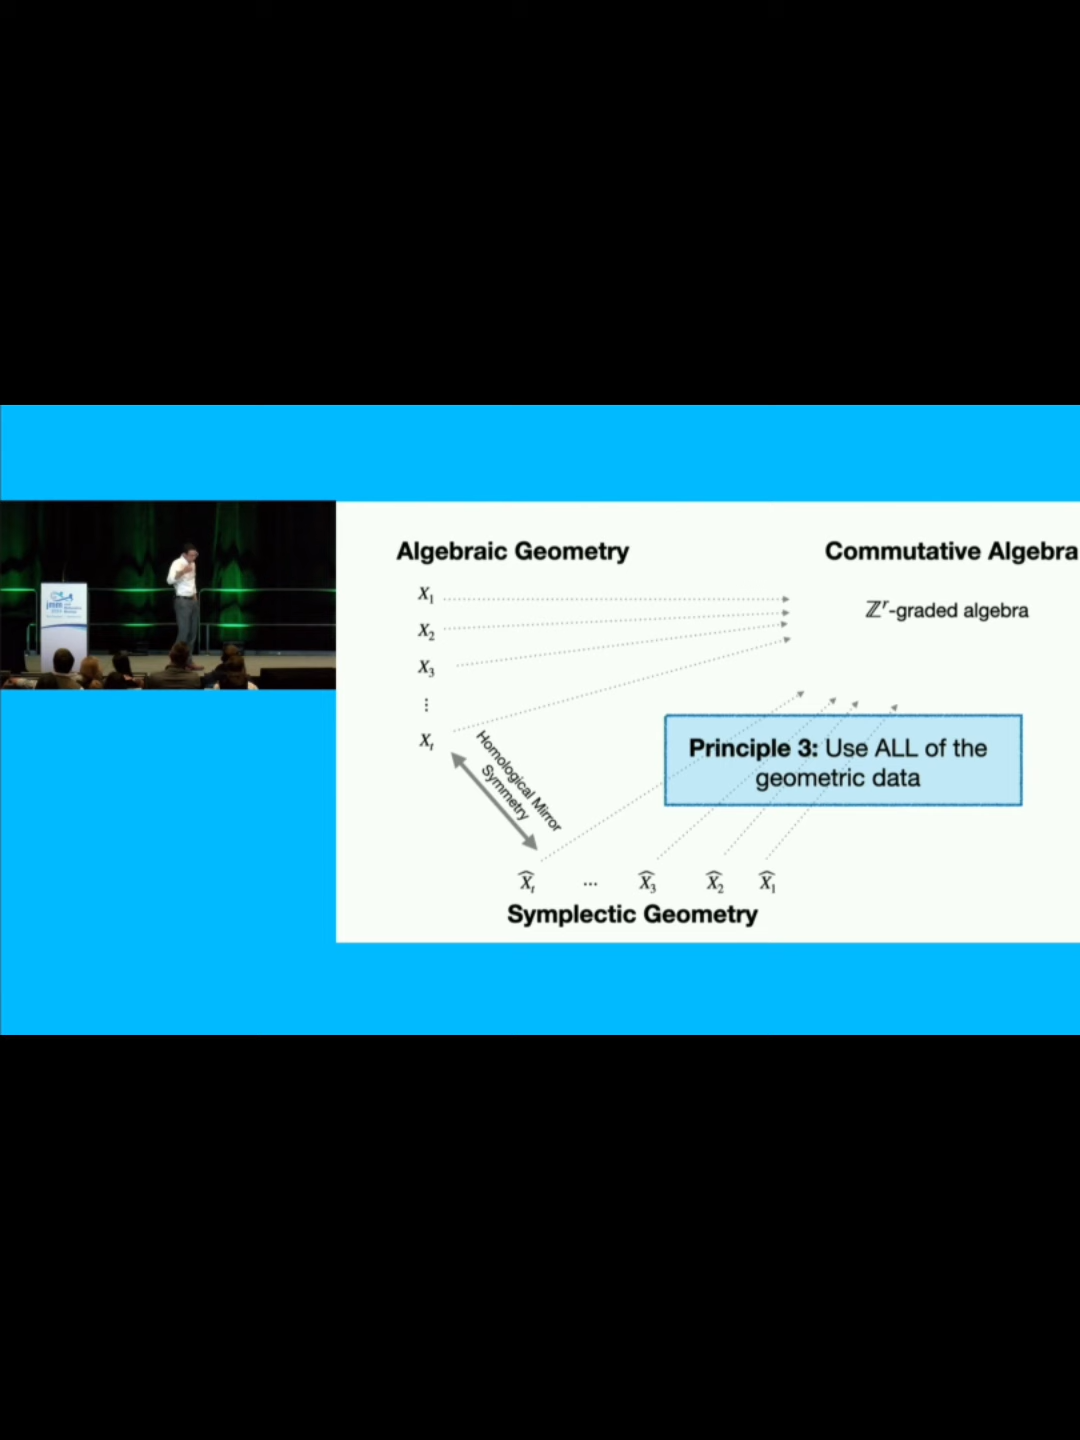 Algebraic Geometry
Commutative Algebra
X₁
ℤʳ-graded algebra
X₂
X₃
⋮
Xₜ
Homological Mirror
Symmetry
Principle 3: Use ALL of the
geometric data
X̂ₜ ... X̂₃ X̂₂ X̂₁
Symplectic Geometry
jmm